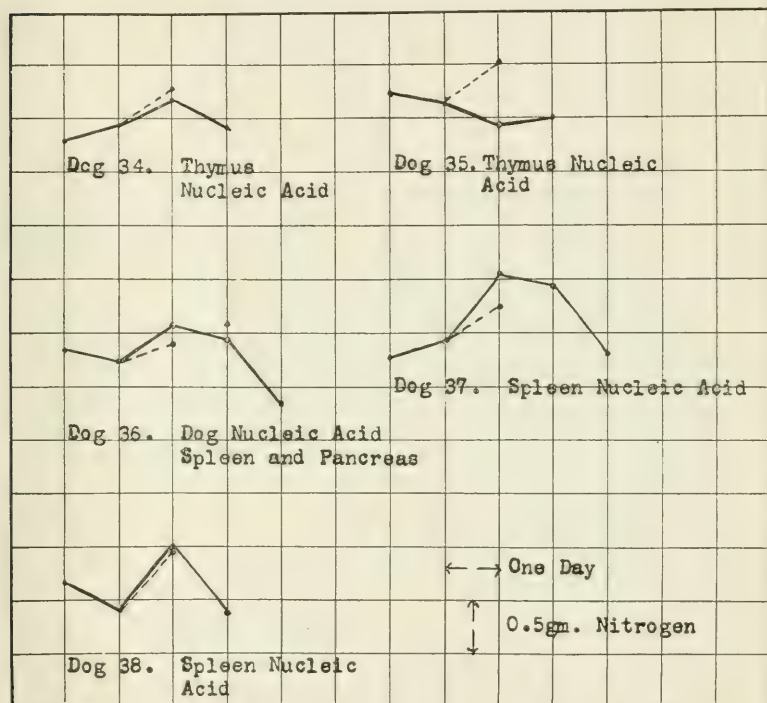 Dog 34. Thymus
Nucleic Acid
Dog 35. Thymus Nucleic
Acid
Dog 36. Dog Nucleic Acid
Spleen and Pancreas
Dog 37. Spleen Nucleic Acid
Dog 38. Spleen Nucleic
Acid
One Day
0.5gm. Nitrogen